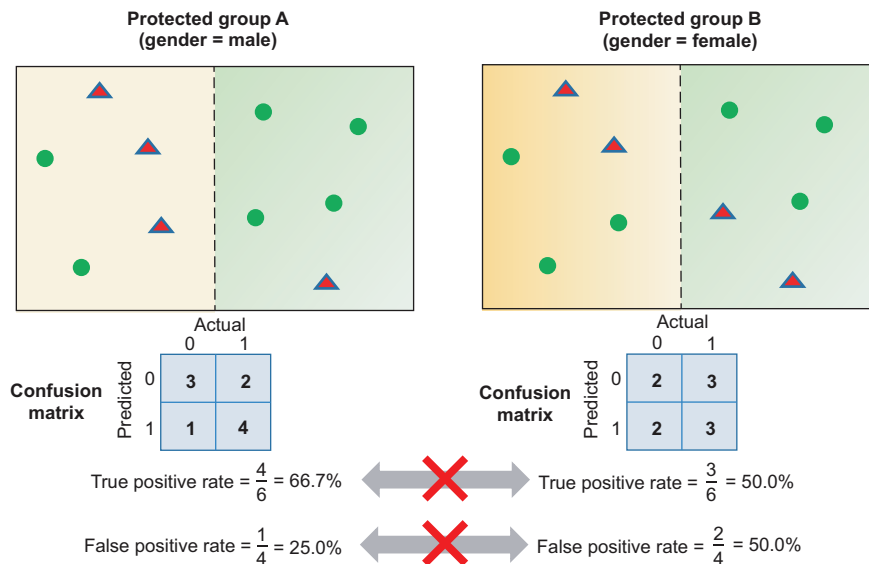 Protected group A
(gender = male)
Protected group B
(gender = female)
Actual
0 1
Confusion
matrix
Predicted
0 3 2
1 1 4
Actual
0 1
Confusion
matrix
Predicted
0 2 3
1 2 3
True positive rate = 4/6 = 66.7%
True positive rate = 3/6 = 50.0%
False positive rate = 1/4 = 25.0%
False positive rate = 2/4 = 50.0%